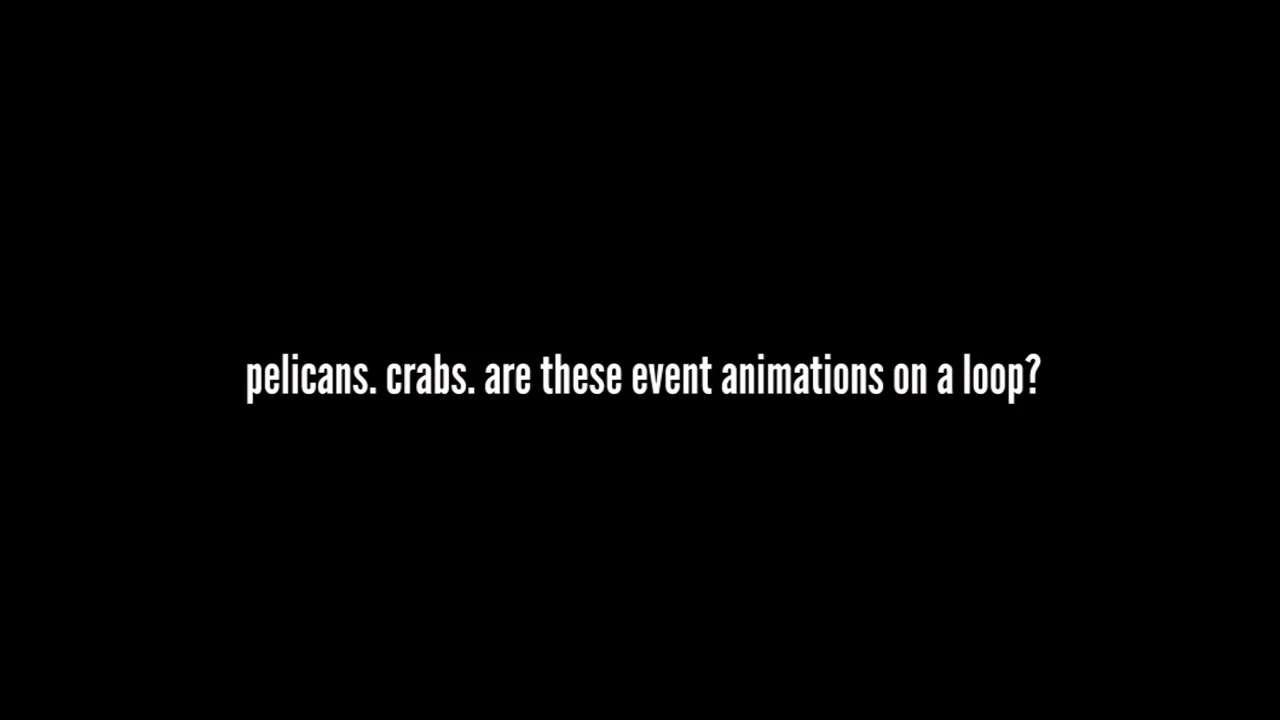 pelicans. crabs. are these event animations on a loop?